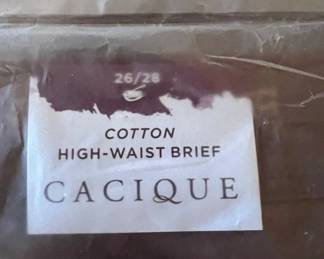 26/28
COTTON
HIGH-WAIST BRIEF
CACIQUE